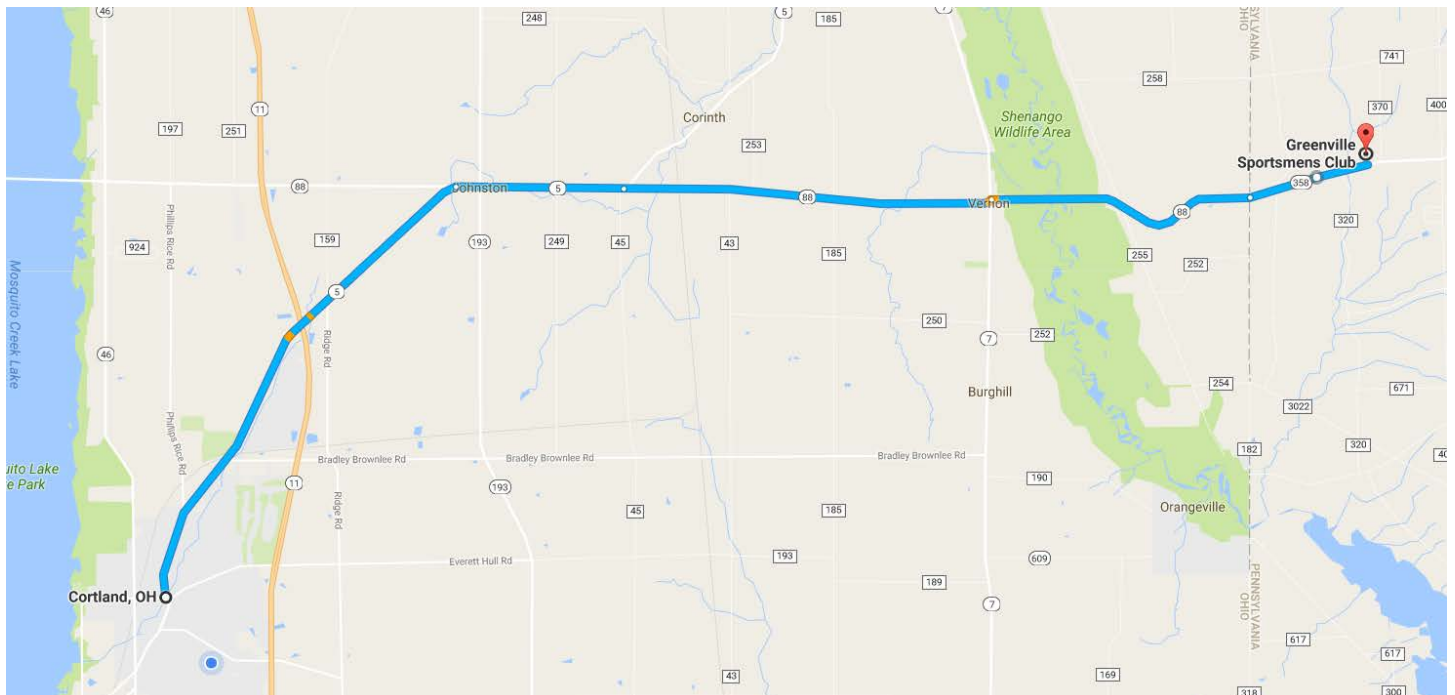 46
248
5
185
7
PENNSYLVANIA
OHIO
741
11
258
370
400
197
251
Corinth
253
Shenango
Wildlife Area
Greenville
Sportsmens Club
88
Johnston
5
88
Vernon
88
358
Phillips Rice Rd
924
159
193
249
45
43
185
255
252
320
Mosquito Creek Lake
5
46
Ridge Rd
250
7
252
254
671
Burghill
3022
320
Phillips Rice Rd
uito Lake
e Park
Bradley Brownlee Rd
Bradley Brownlee Rd
Bradley Brownlee Rd
182
11
193
Ridge Rd
45
185
190
Orangeville
Everett Hull Rd
193
609
189
Cortland, OH
7
PENNSYLVANIA
OHIO
617
617
43
169
318
300